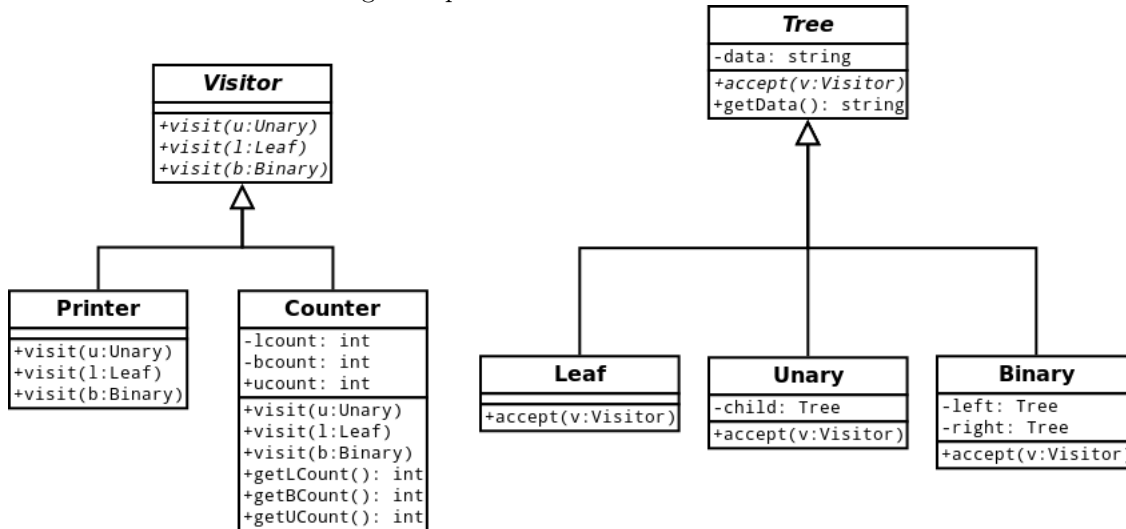 Visitor
+visit(u:Unary)
+visit(l:Leaf)
+visit(b:Binary)
Tree
-data: string
+accept(v:Visitor)
+getData(): string
Printer
+visit(u:Unary)
+visit(l:Leaf)
+visit(b:Binary)
Counter
-lcount: int
-bcount: int
+ucount: int
+visit(u:Unary)
+visit(l:Leaf)
+visit(b:Binary)
+getLCount(): int
+getBCount(): int
+getUCount(): int
Leaf
+accept(v:Visitor)
Unary
-child: Tree
+accept(v:Visitor)
Binary
-left: Tree
-right: Tree
+accept(v:Visitor)